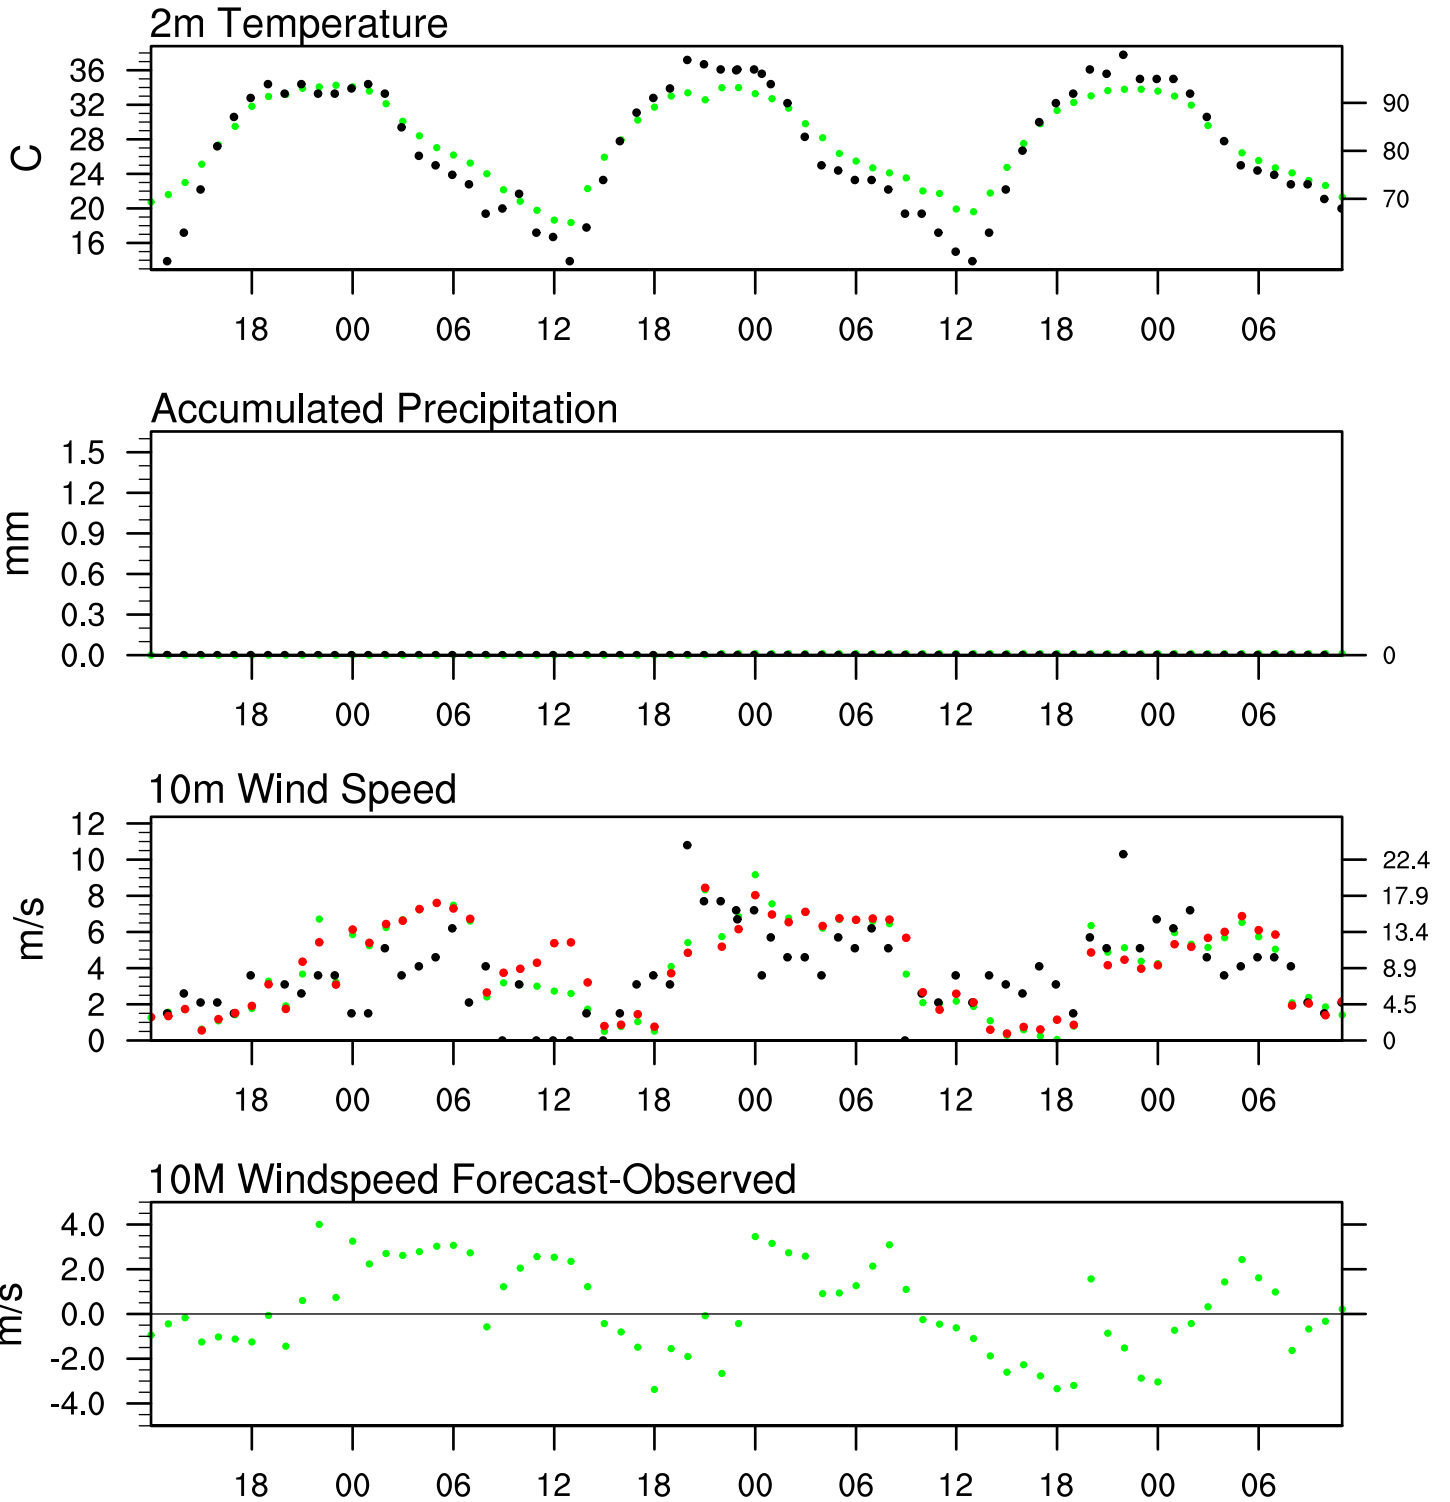 2m Temperature
36
32
28
24
20
16
C
90
80
70
18 00 06 12 18 00 06 12 18 00 06
Accumulated Precipitation
1.5
1.2
0.9
0.6
0.3
0.0
mm
0
18 00 06 12 18 00 06 12 18 00 06
10m Wind Speed
12
10
8
6
4
2
0
m/s
22.4
17.9
13.4
8.9
4.5
0
18 00 06 12 18 00 06 12 18 00 06
10M Windspeed Forecast-Observed
4.0
2.0
0.0
-2.0
-4.0
m/s
18 00 06 12 18 00 06 12 18 00 06